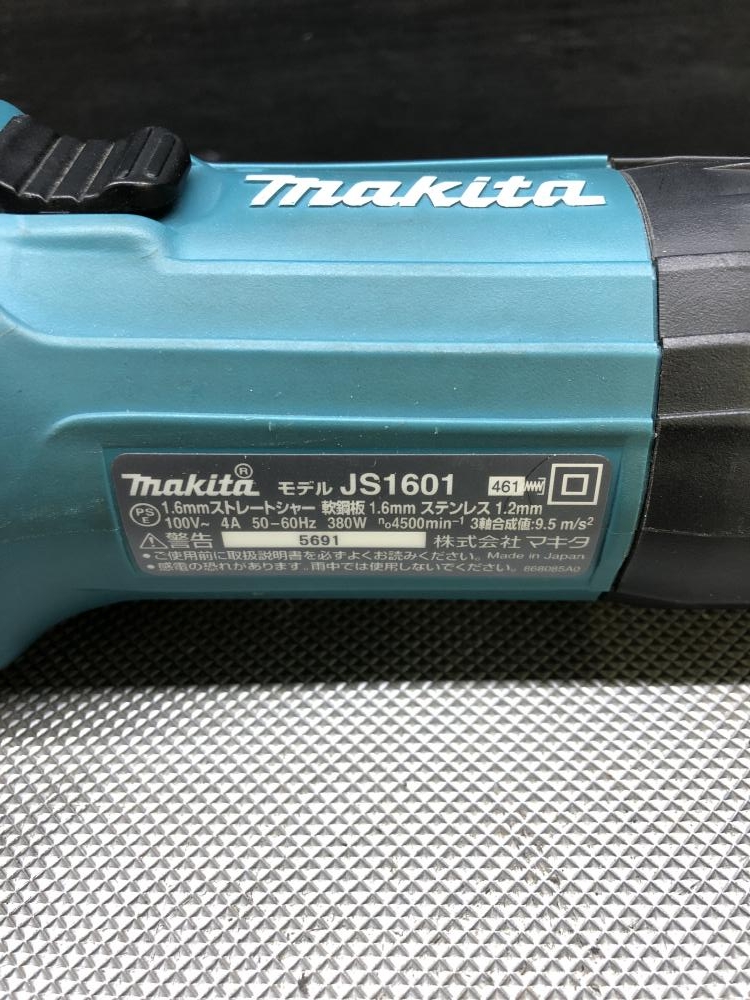 makita
makita® モデル JS1601 461
PSE 1.6mmストレートシャー 軟鋼板 1.6mm ステンレス 1.2mm
100V~ 4A 50-60Hz 380W n₀4500min⁻¹ 3軸合成値:9.5 m/s²
警告 5691 株式会社 マキタ
•ご使用前に取扱説明書を必ずよくお読みください。 Made in Japan
•感電の恐れがあります。雨中では使用しないでください。 868085A0